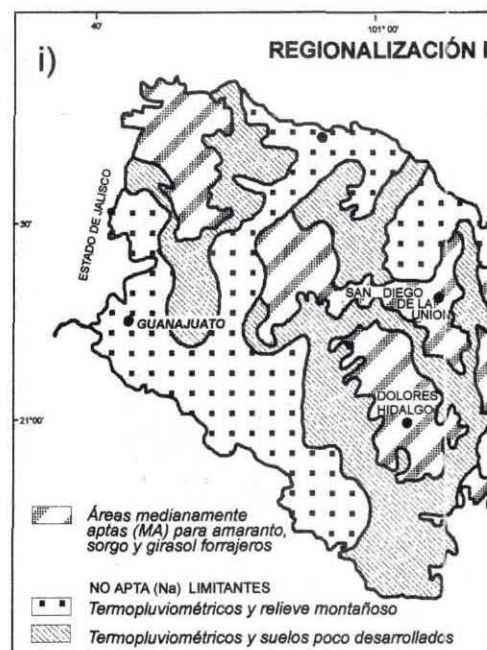 40'
101° 00'
i)
REGIONALIZACIÓN
ESTADO DE JALISCO
30'
SAN DIEGO
DE LA
UNIOI
GUANAJUATO
DOLORES
HIDALGO
21° 00'
Áreas medianamente
aptas (MA) para amaranto,
sorgo y girasol forrajeros
NO APTA (Na) LIMITANTES
Termopluviométricos y relieve montañoso
Termopluviométricos y suelos poco desarrollados